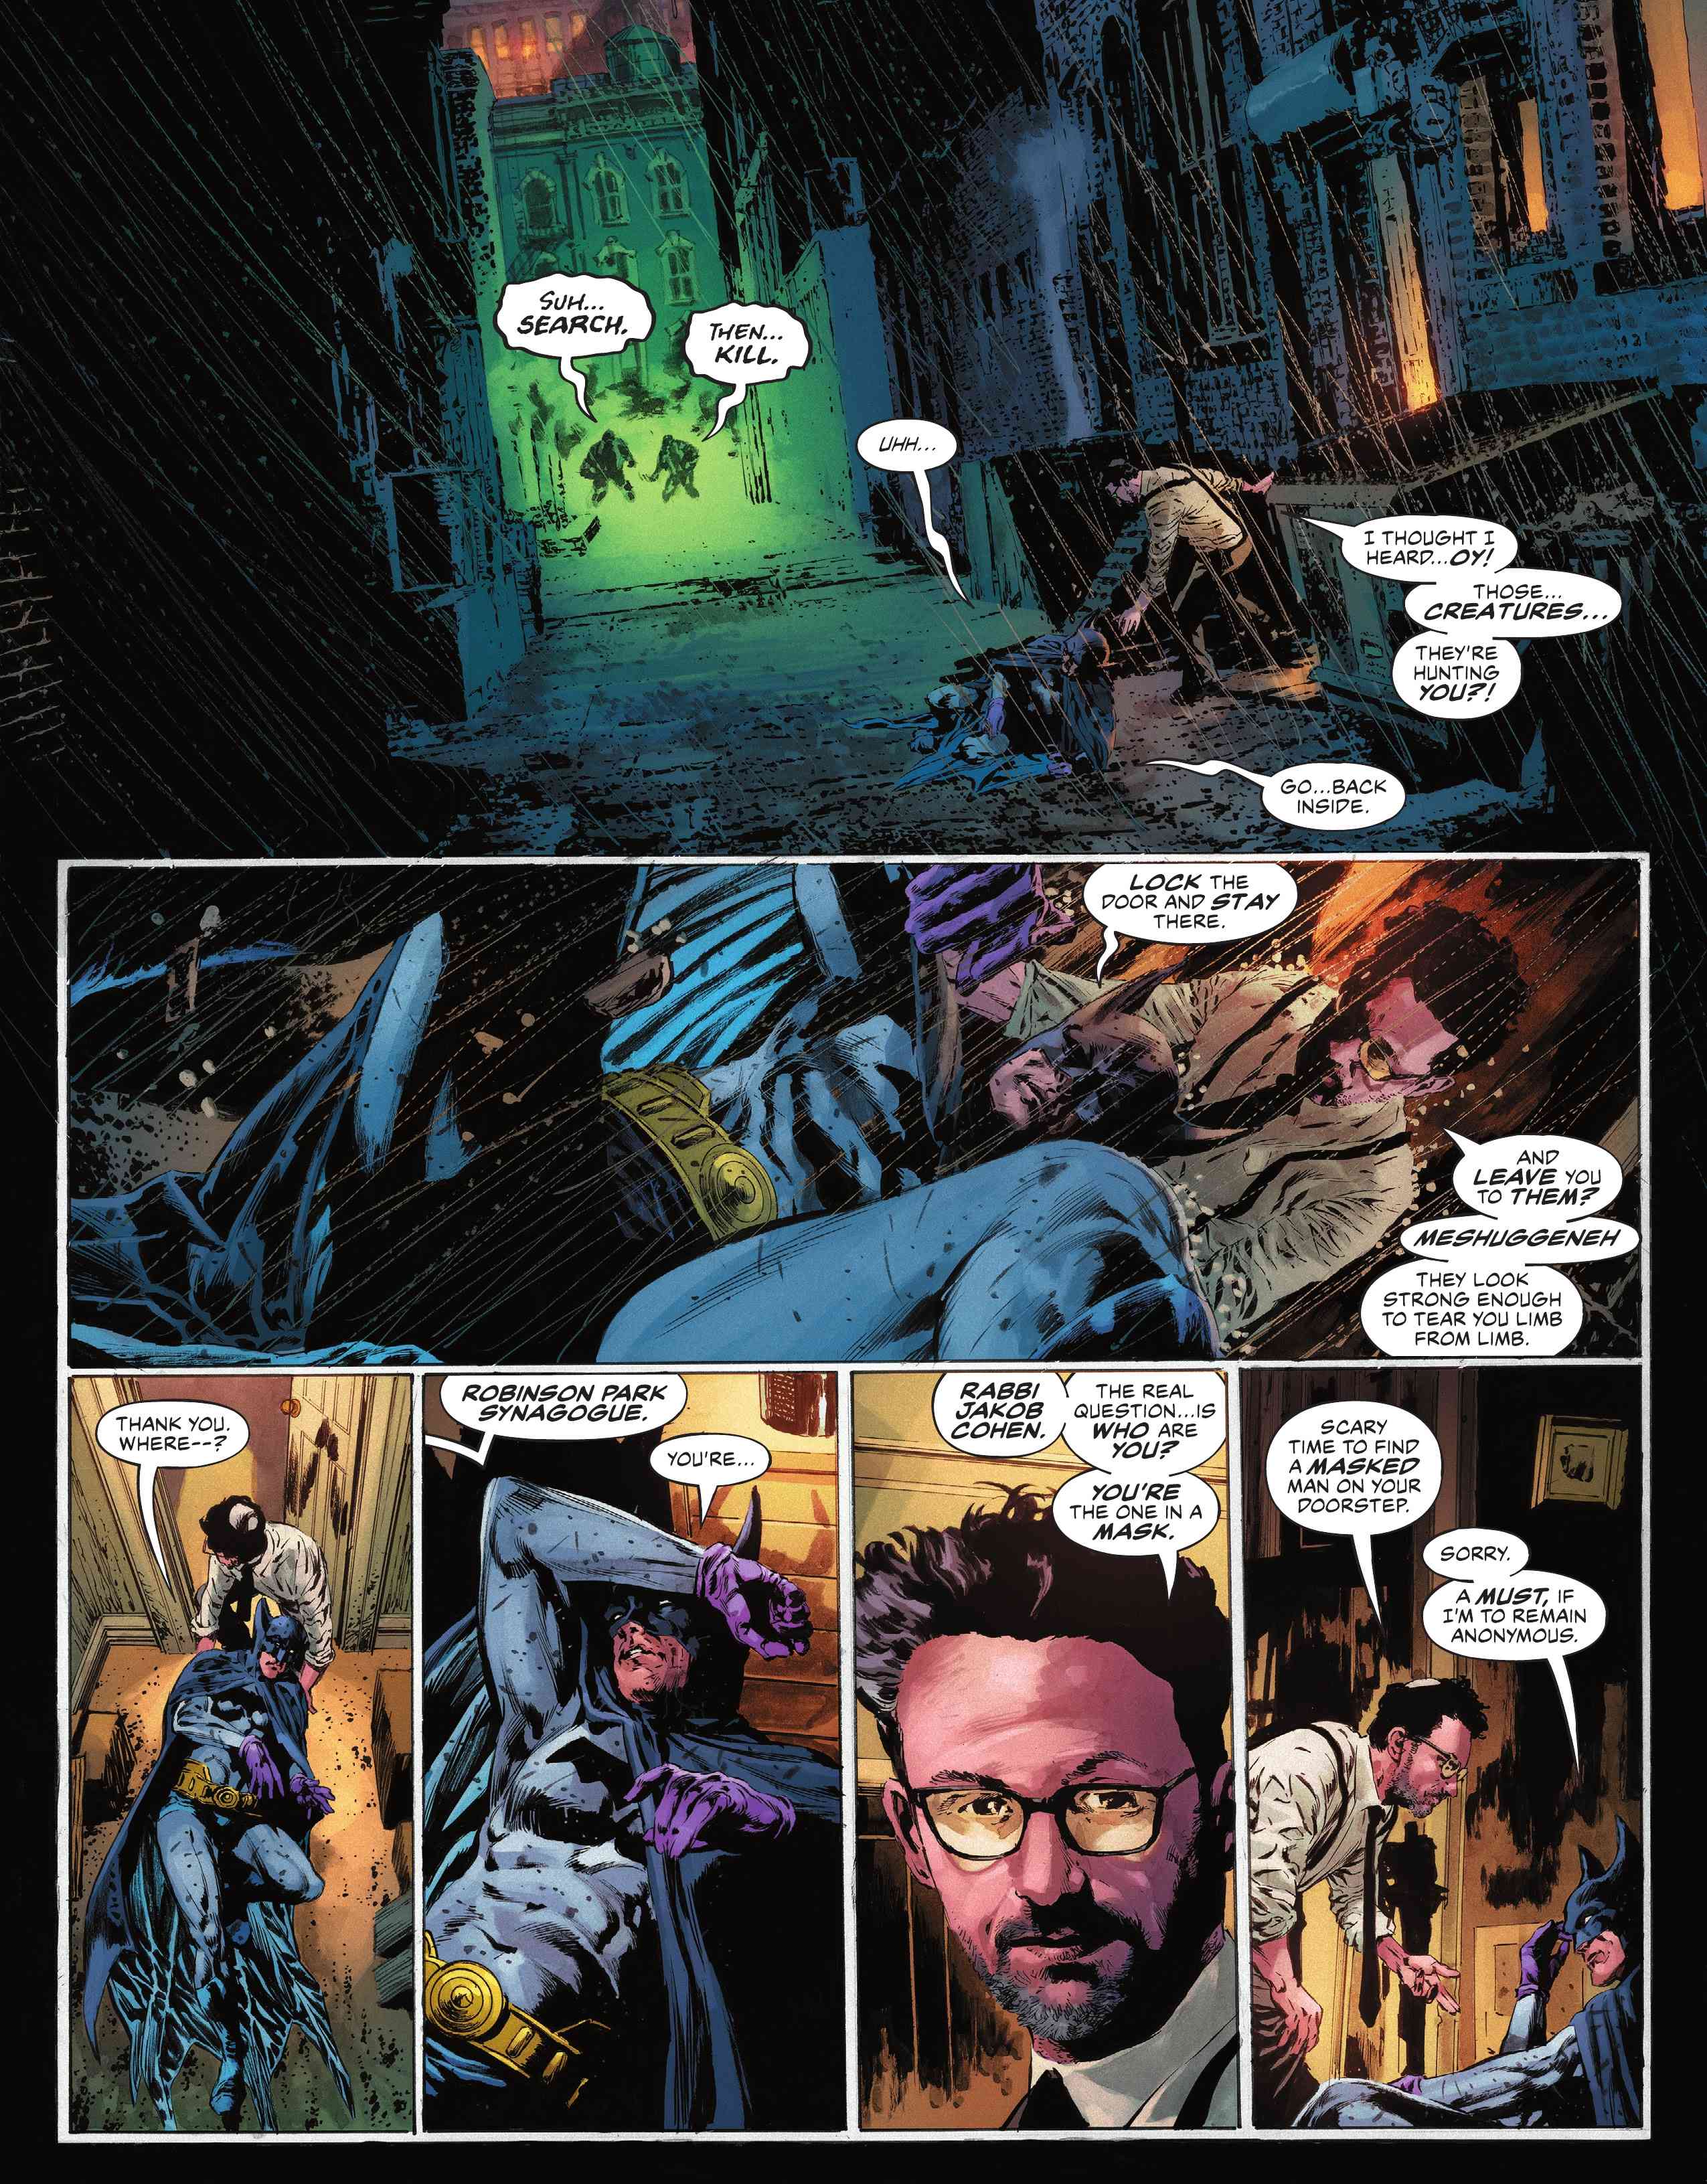 SUH...
SEARCH.
THEN...
KILL.
UHH...
I THOUGHT I
HEARD...OY!
THOSE...
CREATURES...
THEY'RE
HUNTING
YOU?!
GO...BACK
INSIDE.
LOCK THE
DOOR AND STAY
THERE.
AND
LEAVE YOU
TO THEM?
MESHUGGENEH
THEY LOOK
STRONG ENOUGH
TO TEAR YOU LIMB
FROM LIMB.
THANK YOU.
WHERE--?
ROBINSON PARK
SYNAGOGUE.
YOU'RE...
RABBI
JAKOB
COHEN.
THE REAL
QUESTION...IS
WHO ARE
YOU?
YOU'RE
THE ONE IN A
MASK.
SCARY
TIME TO FIND
A MASKED
MAN ON YOUR
DOORSTEP.
SORRY.
A MUST, IF
I'M TO REMAIN
ANONYMOUS.